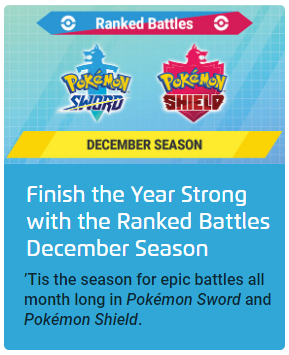 Ranked Battles
POKéMON POKéMON
SWORD SHIELD
DECEMBER SEASON
Finish the Year Strong
with the Ranked Battles
December Season
’Tis the season for epic battles all
month long in Pokémon Sword and
Pokémon Shield.